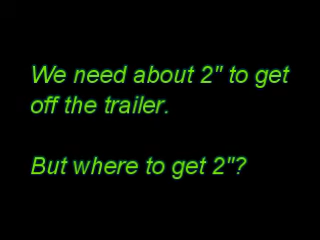 We need about 2" to get
off the trailer.
But where to get 2"?